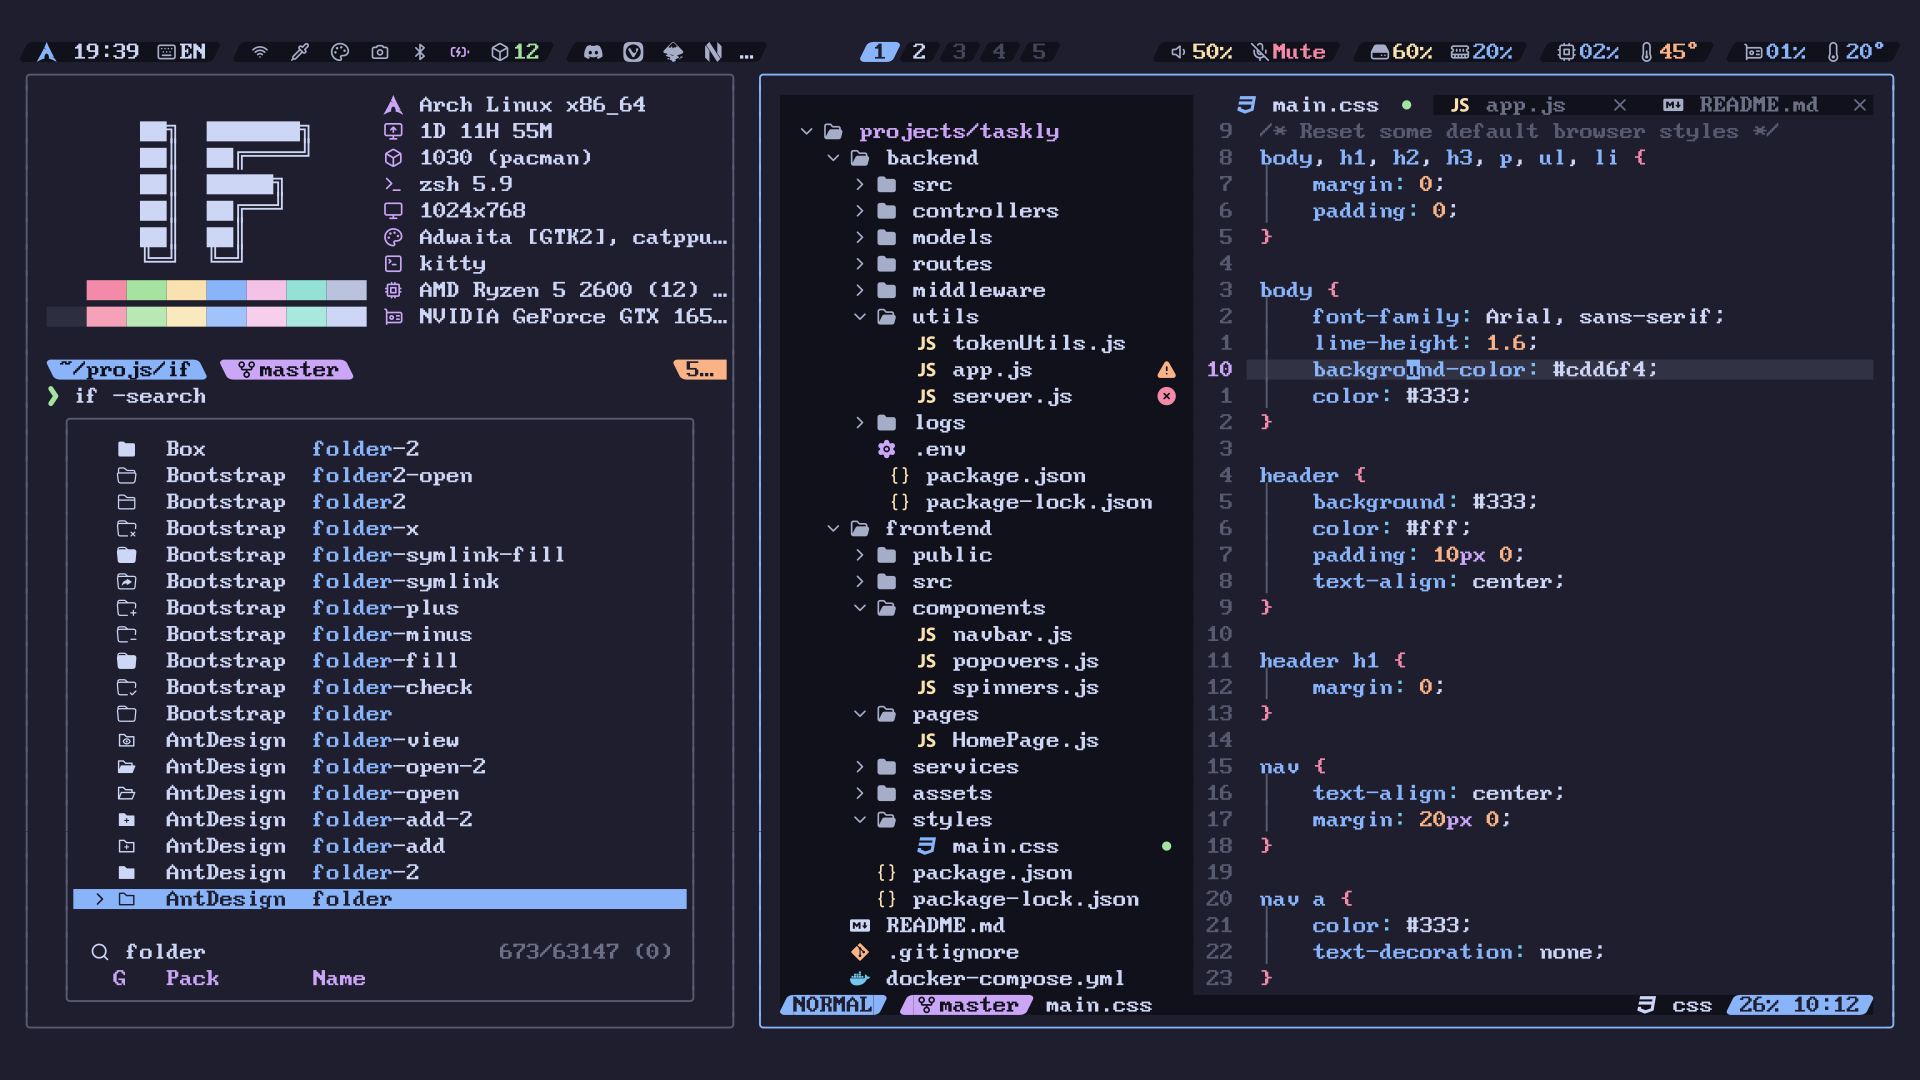 19:39 EN 12 ...
1 2 3 4 5
50% Mute 60% 20% 02% 45° 01% 20°
IF
Arch Linux x86_64
1D 11H 55M
1030 (pacman)
zsh 5.9
1024x768
Adwaita [GTK2], catppu…
kitty
AMD Ryzen 5 2600 (12) …
NVIDIA GeForce GTX 165…
~/projs/if master 5…
❯ if -search
Box folder-2
Bootstrap folder2-open
Bootstrap folder2
Bootstrap folder-x
Bootstrap folder-symlink-fill
Bootstrap folder-symlink
Bootstrap folder-plus
Bootstrap folder-minus
Bootstrap folder-fill
Bootstrap folder-check
Bootstrap folder
AntDesign folder-view
AntDesign folder-open-2
AntDesign folder-open
AntDesign folder-add-2
AntDesign folder-add
AntDesign folder-2
> AntDesign folder
folder 673/63147 (0)
G Pack Name
projects/taskly
backend
src
controllers
models
routes
middleware
utils
JS tokenUtils.js
JS app.js
JS server.js
logs
.env
{} package.json
{} package-lock.json
frontend
public
src
components
JS navbar.js
JS popovers.js
JS spinners.js
pages
JS HomePage.js
services
assets
styles
main.css
{} package.json
{} package-lock.json
README.md
.gitignore
docker-compose.yml
main.css JS app.js README.md
9 /* Reset some default browser styles */
8 body, h1, h2, h3, p, ul, li {
7 margin: 0;
6 padding: 0;
5 }
4
3 body {
2 font-family: Arial, sans-serif;
1 line-height: 1.6;
10 background-color: #cdd6f4;
1 color: #333;
2 }
3
4 header {
5 background: #333;
6 color: #fff;
7 padding: 10px 0;
8 text-align: center;
9 }
10
11 header h1 {
12 margin: 0;
13 }
14
15 nav {
16 text-align: center;
17 margin: 20px 0;
18 }
19
20 nav a {
21 color: #333;
22 text-decoration: none;
23 }
NORMAL master main.css css 26% 10:12